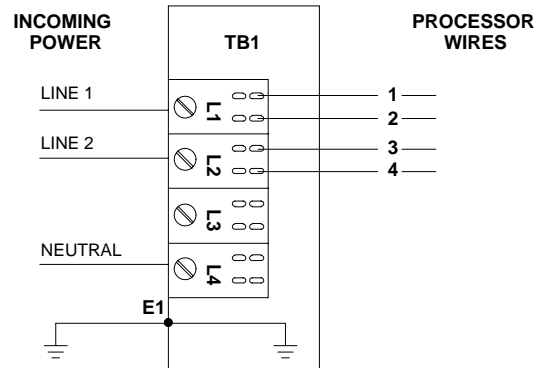 INCOMING
POWER
TB1
PROCESSOR
WIRES
LINE 1
L1
1
2
LINE 2
L2
3
4
L3
NEUTRAL
L4
E1